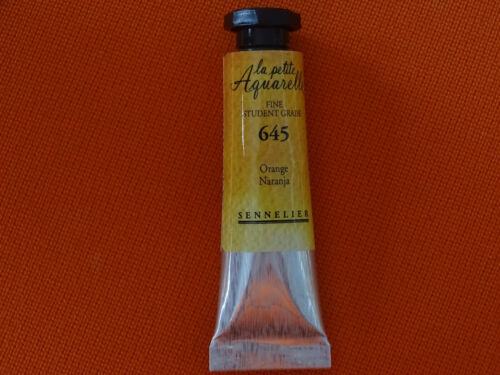 la petite
Aquarelle
FINE
STUDENT GRADE
645
Orange
Naranja
SENNELIER